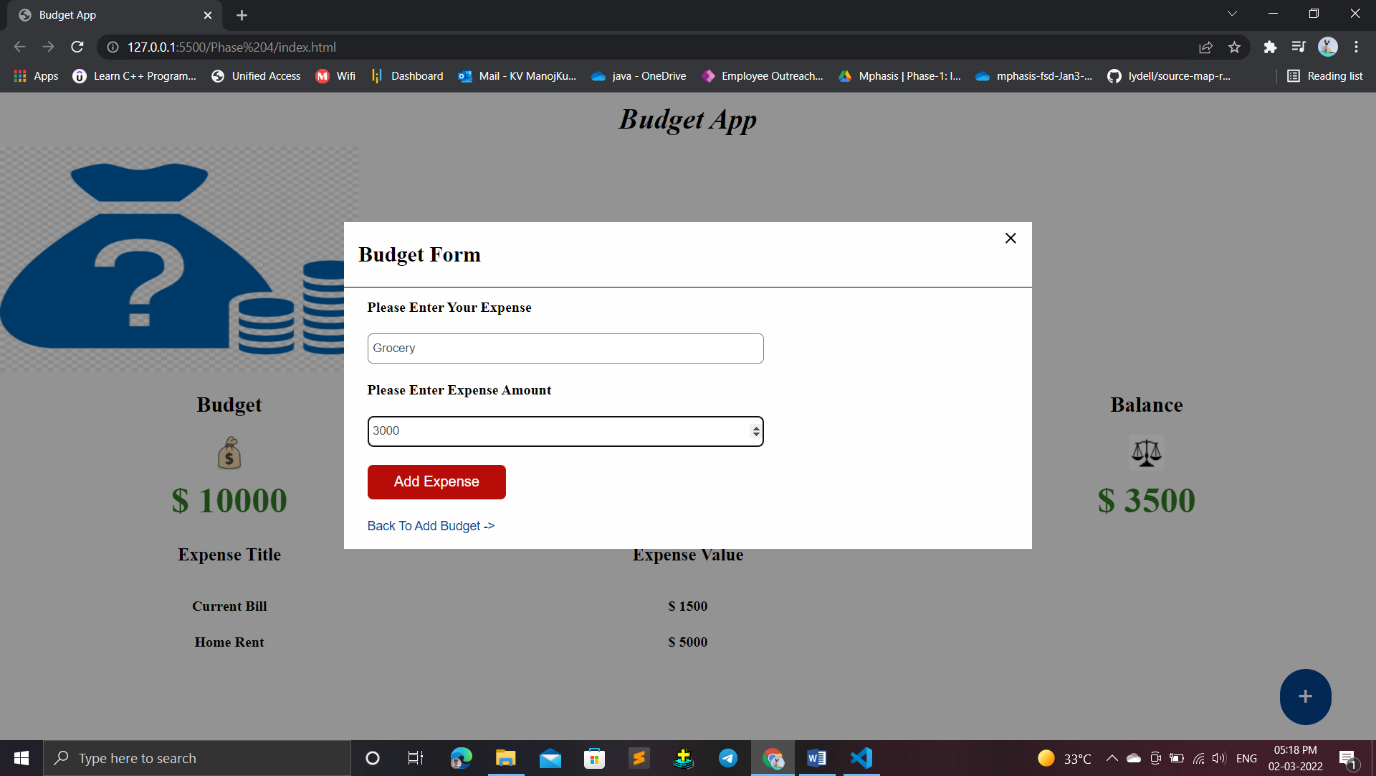 Budget App
127.0.0.1:5500/Phase%204/index.html
Apps Learn C++ Program... Unified Access Wifi Dashboard Mail - KV ManojKu... java - OneDrive Employee Outreach... Mphasis | Phase-1: I... mphasis-fsd-Jan3-... lydell/source-map-r... Reading list
Budget App
Budget Form
Please Enter Your Expense
Grocery
Please Enter Expense Amount
3000
Add Expense
Back To Add Budget ->
Budget Balance
$ 10000 $ 3500
Expense Title Expense Value
Current Bill $ 1500
Home Rent $ 5000
+
Type here to search 33°C ENG 05:18 PM
02-03-2022 1